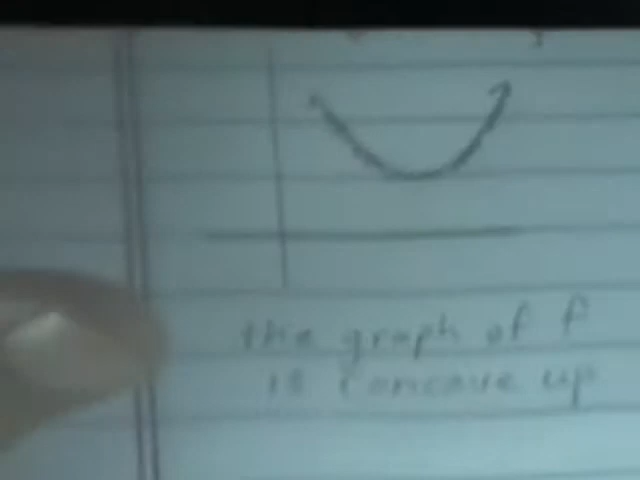 the graph of f
is concave up